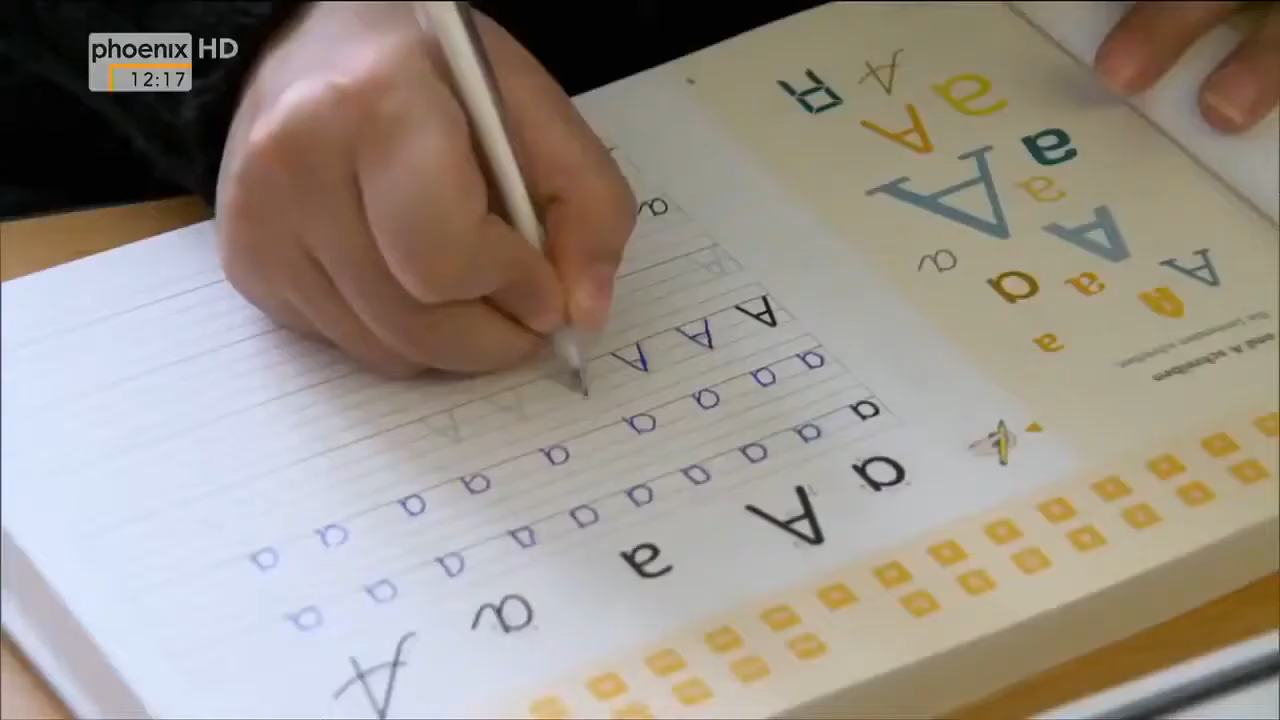 phoenix HD
12:17
und A schreiben
a A a a A
a a a a a a a a a a
a a a a a a a a a
A A A A A A
A
a
a
A a a a
A A
a A
a A
a A A